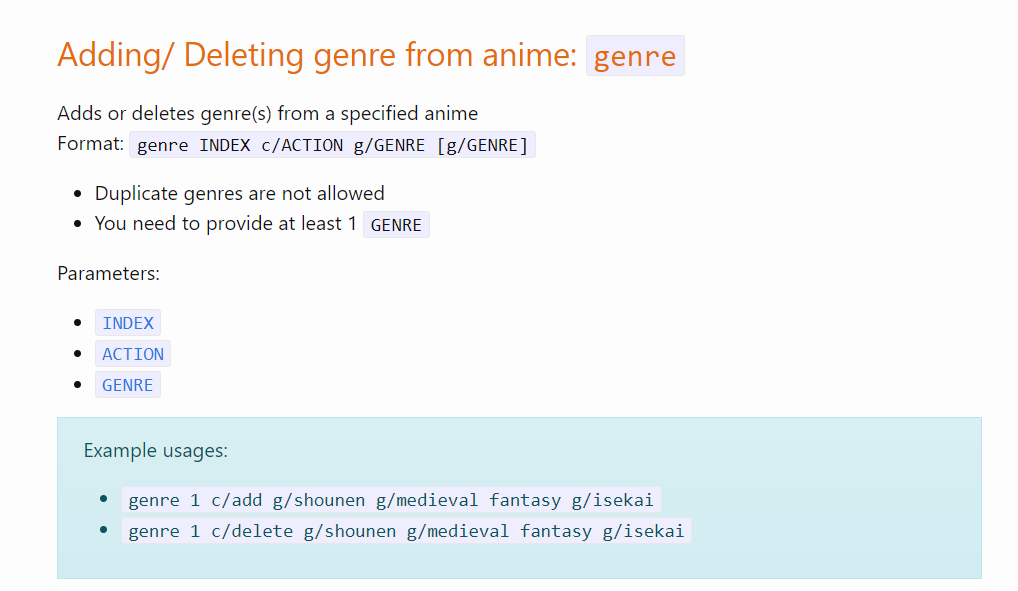 Adding/ Deleting genre from anime: genre
Adds or deletes genre(s) from a specified anime
Format: genre INDEX c/ACTION g/GENRE [g/GENRE]
Duplicate genres are not allowed
You need to provide at least 1 GENRE
Parameters:
INDEX
ACTION
GENRE
Example usages:
genre 1 c/add g/shounen g/medieval fantasy g/isekai
genre 1 c/delete g/shounen g/medieval fantasy g/isekai